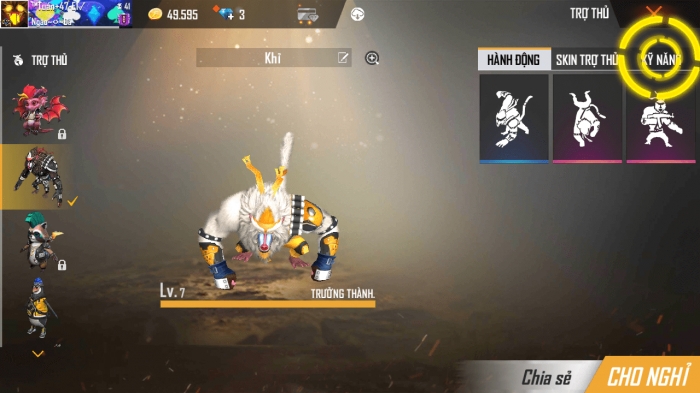 41
49.595
3
TRỢ THỦ
TRỢ THỦ
Khỉ
HÀNH ĐỘNG
SKIN TRỢ THỦ
KỸ NĂNG
Lv. 7
TRƯỞNG THÀNH.
Chia sẻ
CHO NGHỈ